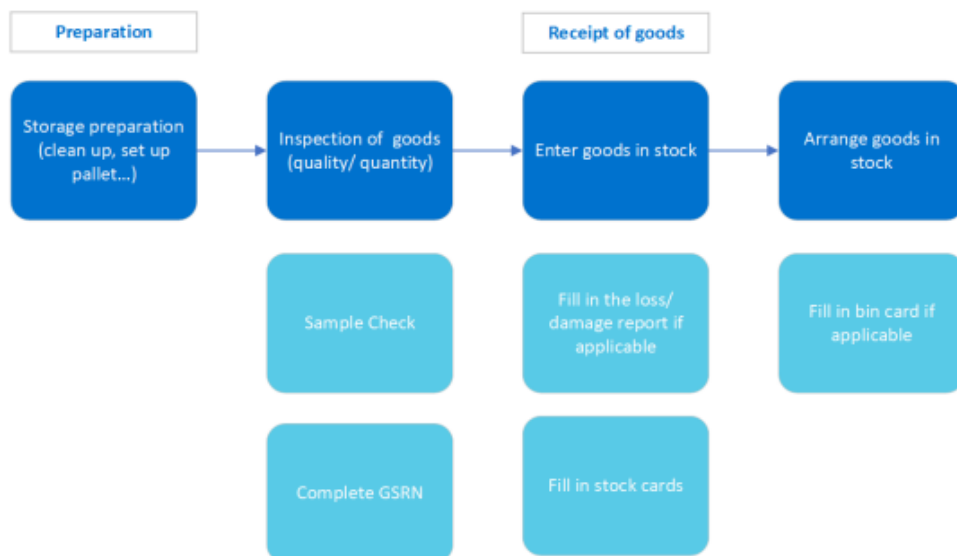 Preparation
Receipt of goods
Storage preparation
(clean up, set up
pallet...)
Inspection of goods
(quality/ quantity)
Enter goods in stock
Arrange goods in
stock
Sample Check
Fill in the loss/
damage report if
applicable
Fill in bin card if
applicable
Complete GSRN
Fill in stock cards